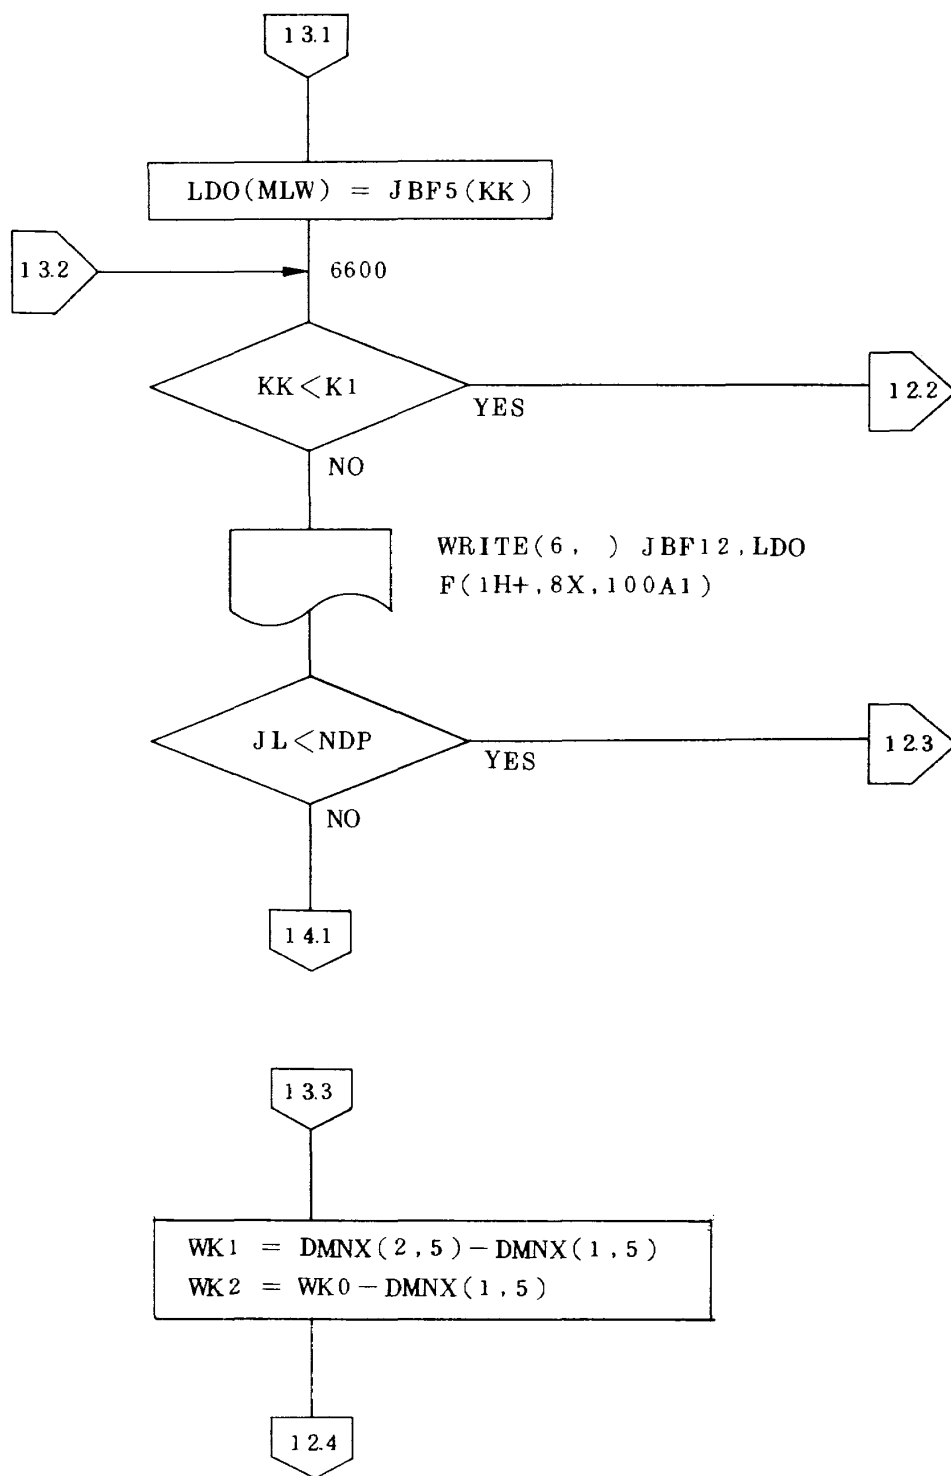 13.1
LDO(MLW) = JBF5(KK)
13.2
6600
KK<K1
YES
12.2
NO
WRITE(6, ) JBF12,LDO
F(1H+,8X,100A1)
JL<NDP
YES
12.3
NO
14.1
13.3
WK1 = DMNX(2,5)-DMNX(1,5)
WK2 = WK0-DMNX(1,5)
12.4